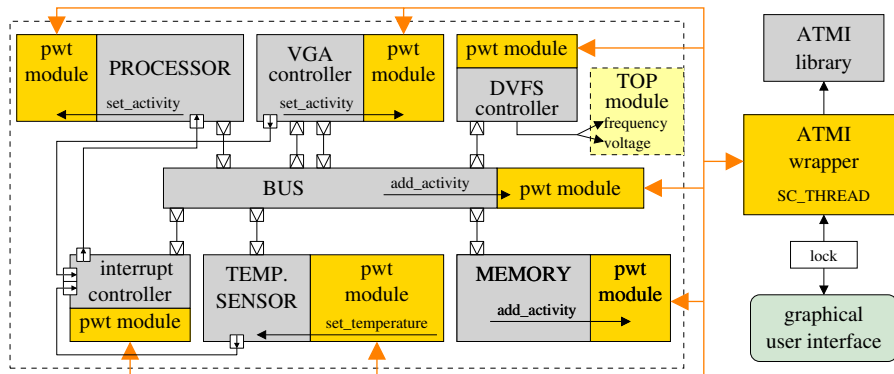 pwt
module
PROCESSOR
set_activity
VGA
controller
set_activity
pwt
module
pwt module
DVFS
controller
TOP
module
frequency
voltage
ATMI
library
ATMI
wrapper
SC_THREAD
BUS
add_activity
pwt module
interrupt
controller
pwt module
TEMP.
SENSOR
pwt
module
set_temperature
MEMORY
add_activity
pwt
module
lock
graphical
user interface